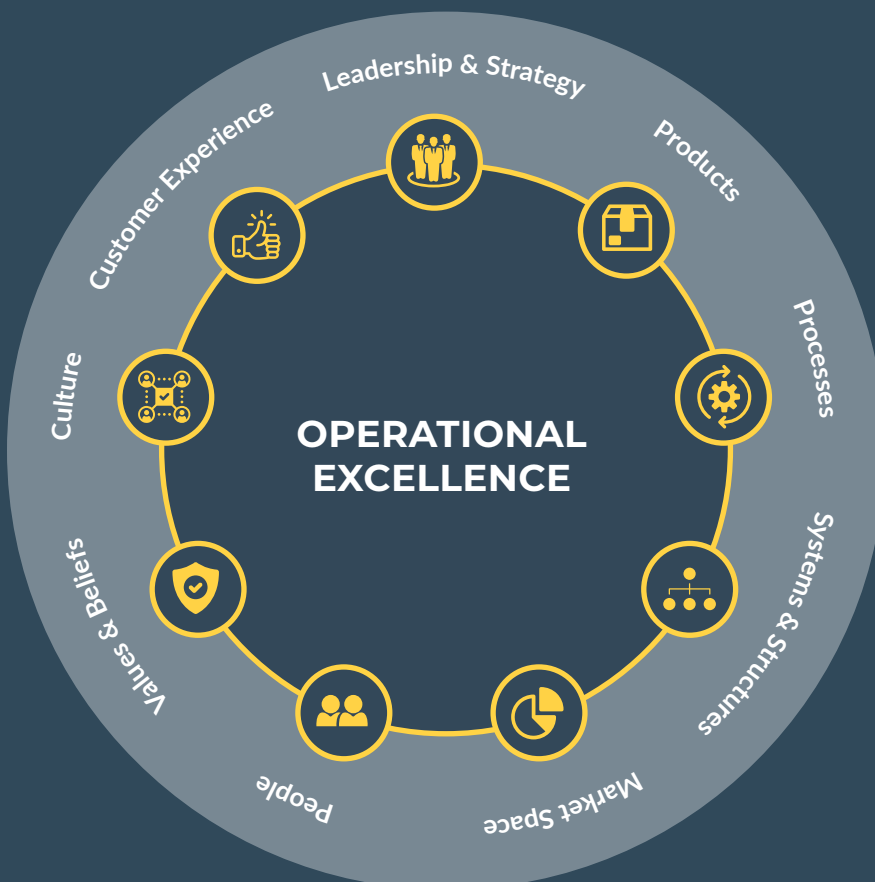 Leadership & Strategy
Products
Processes
Systems & Structures
Market Space
People
Values & Beliefs
Culture
Customer Experience
OPERATIONAL
EXCELLENCE